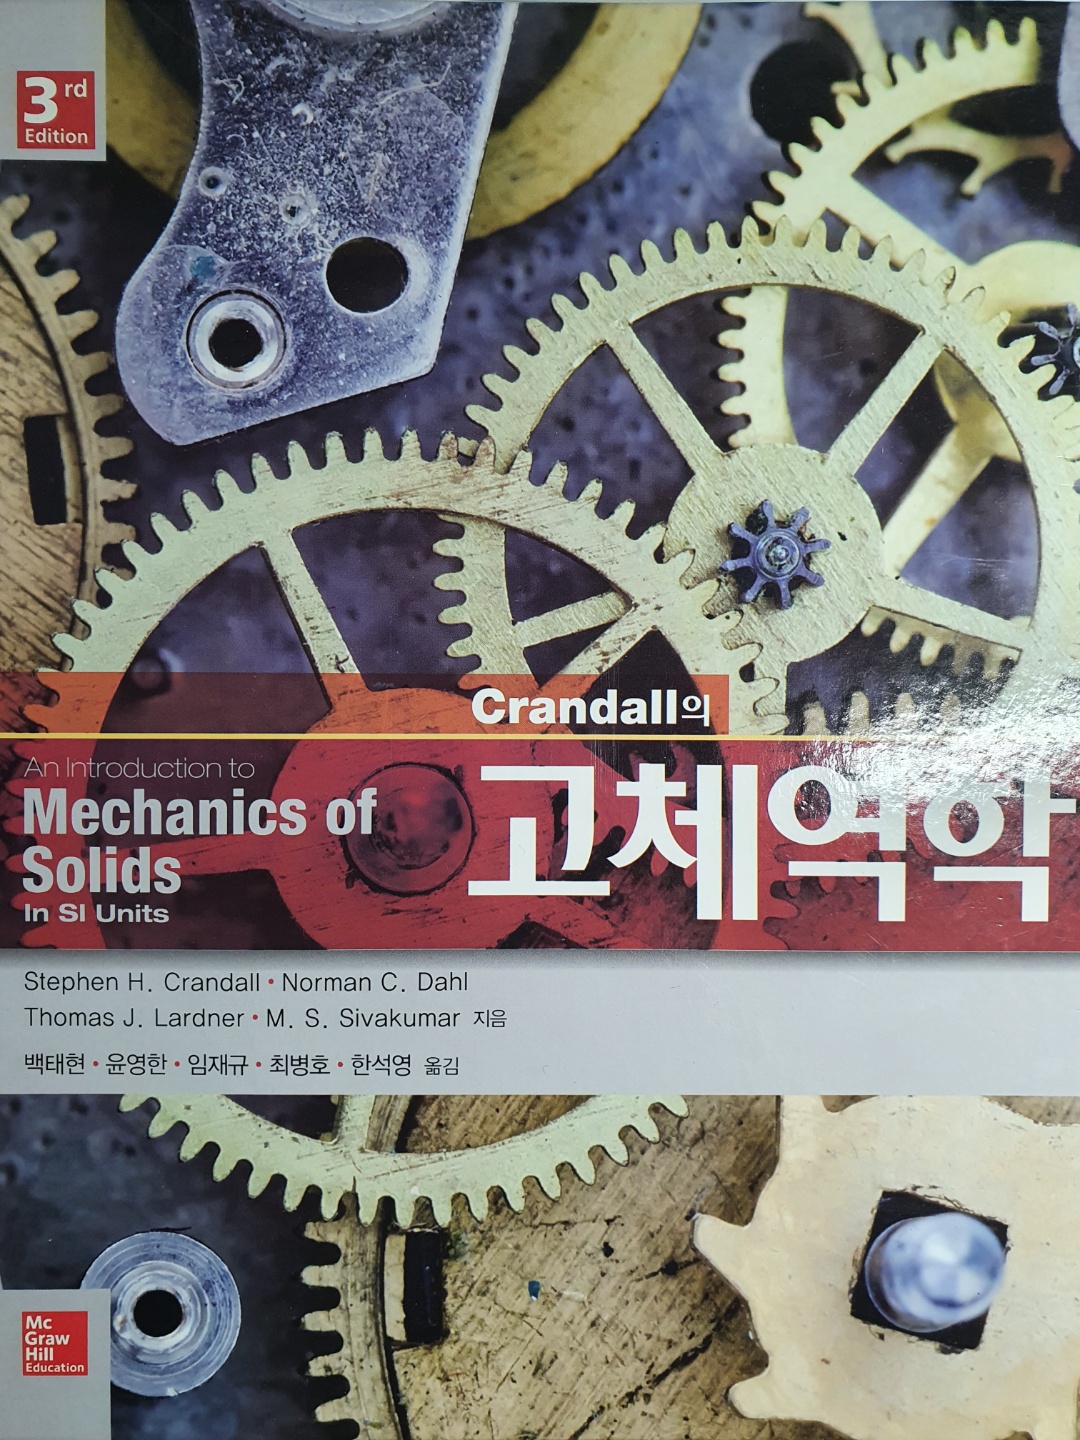 3rd
Edition
Crandall의
An Introduction to
Mechanics of
Solids
In SI Units
고체역학
Stephen H. Crandall • Norman C. Dahl
Thomas J. Lardner • M. S. Sivakumar 지음
백태현 • 윤영한 • 임재규 • 최병호 • 한석영 옮김
Mc
Graw
Hill
Education